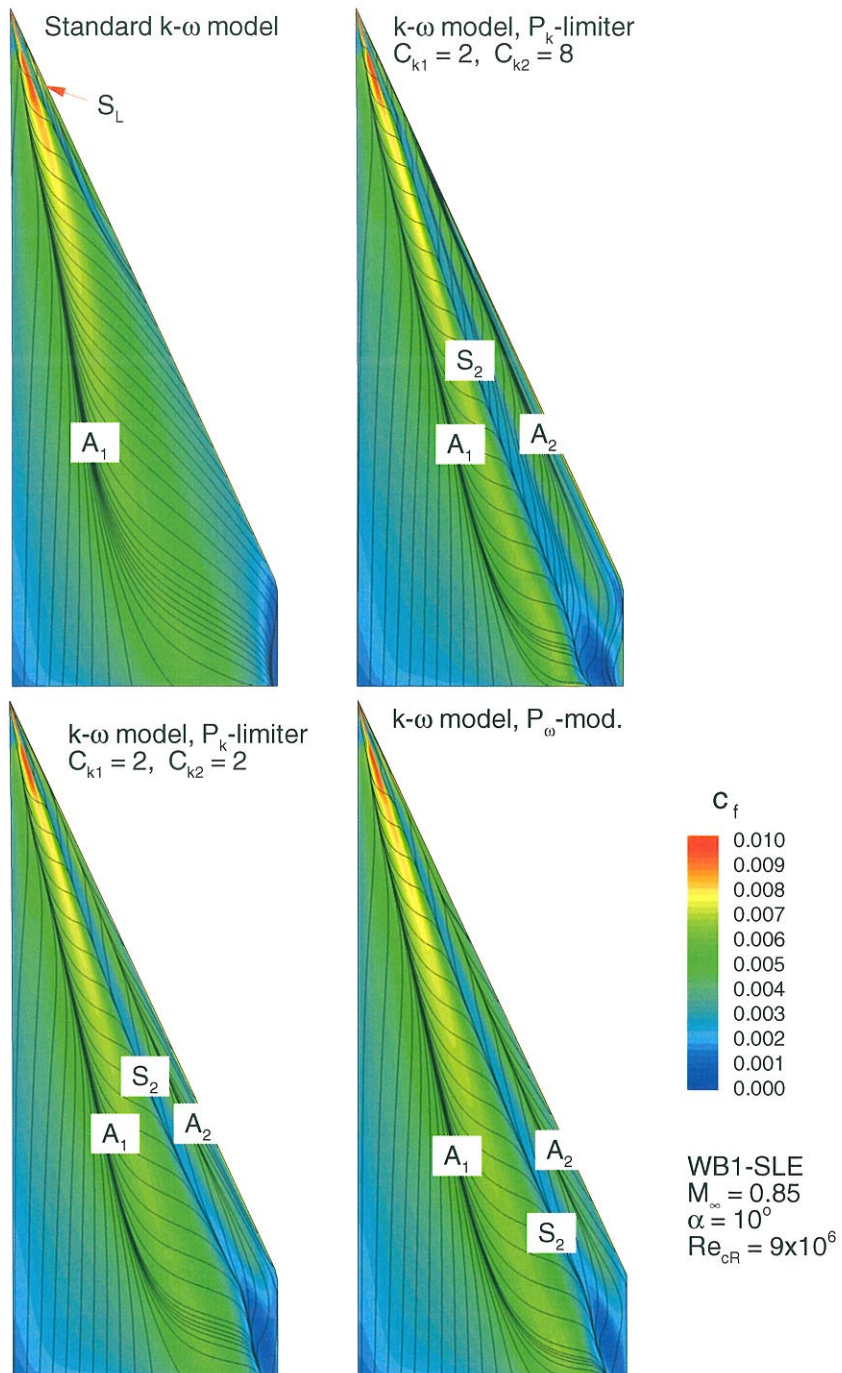 Standard k-ω model
S_L
A_1
k-ω model, P_k-limiter
C_k1 = 2, C_k2 = 8
S_2
A_1
A_2
k-ω model, P_k-limiter
C_k1 = 2, C_k2 = 2
S_2
A_1
A_2
k-ω model, P_ω-mod.
A_1
A_2
S_2
c_f
0.010
0.009
0.008
0.007
0.006
0.005
0.004
0.003
0.002
0.001
0.000
WB1-SLE
M_∞ = 0.85
α = 10°
Re_cR = 9x10^6